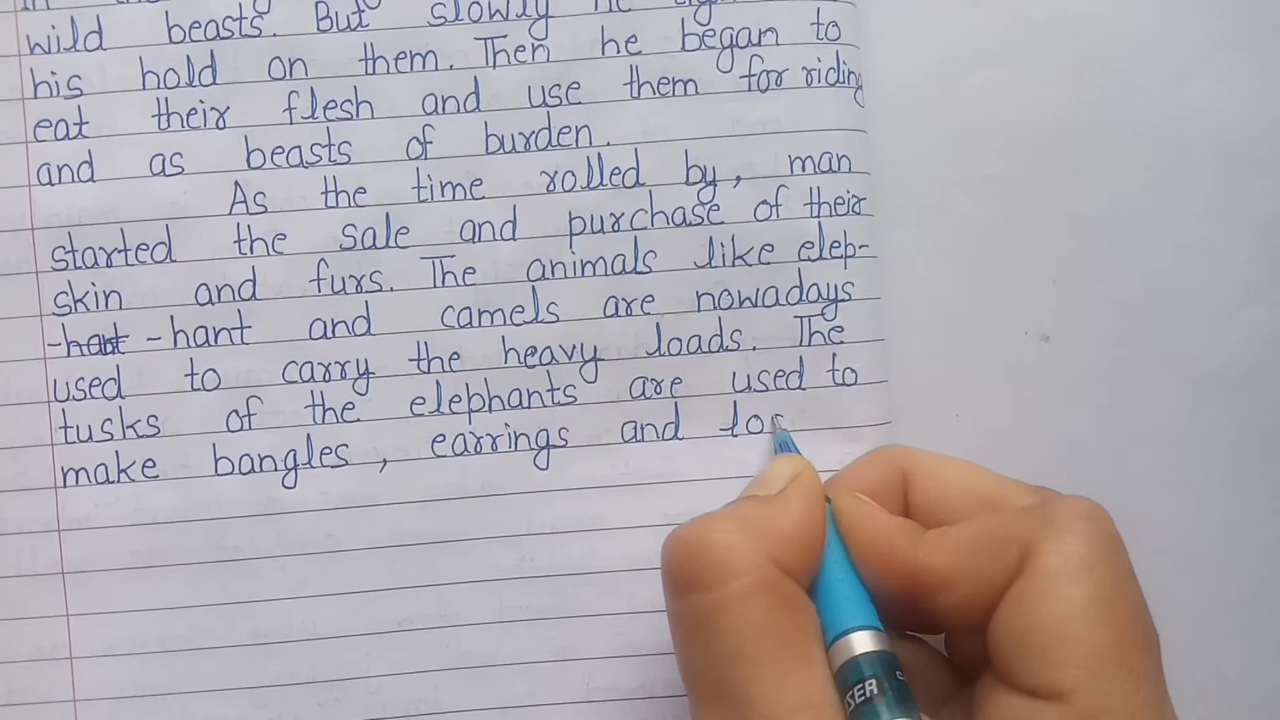 wild beasts. But slowly he
his hold on them. Then he began to
eat their flesh and use them for riding
and as beasts of burden.
As the time rolled by, man
started the sale and purchase of their
skin and furs. The animals like elep-
-hant and camels are nowadays
used to carry the heavy loads. The
tusks of the elephants are used to
make bangles, earrings and